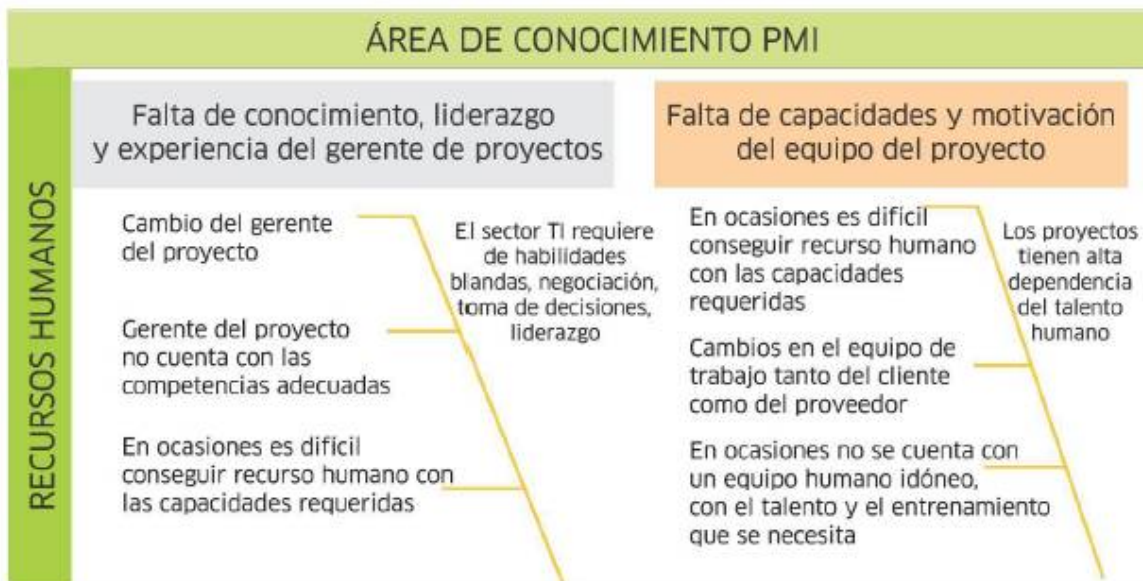 ÁREA DE CONOCIMIENTO PMI
RECURSOS HUMANOS
Falta de conocimiento, liderazgo
y experiencia del gerente de proyectos
Cambio del gerente
del proyecto
Gerente del proyecto
no cuenta con las
competencias adecuadas
En ocasiones es difícil
conseguir recurso humano con
las capacidades requeridas
El sector TI requiere
de habilidades
blandas, negociación,
toma de decisiones,
liderazgo
Falta de capacidades y motivación
del equipo del proyecto
En ocasiones es difícil
conseguir recurso humano
con las capacidades
requeridas
Cambios en el equipo de
trabajo tanto del cliente
como del proveedor
En ocasiones no se cuenta con
un equipo humano idóneo,
con el talento y el entrenamiento
que se necesita
Los proyectos
tienen alta
dependencia
del talento
humano